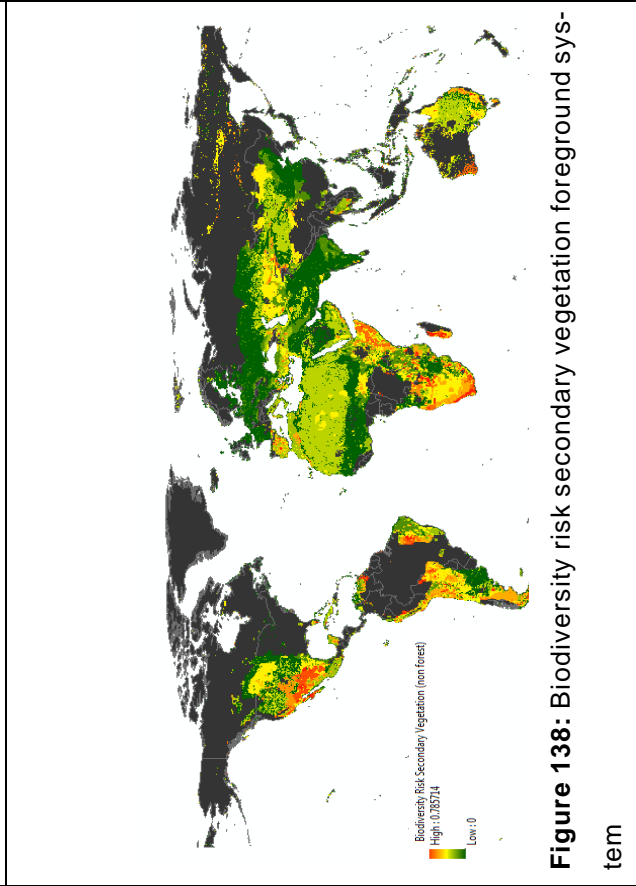 Biodiversity Risk Secondary Vegetation (non forest)
High : 0.785714
Low : 0
Figure 138: Biodiversity risk secondary vegetation foreground sys-
tem